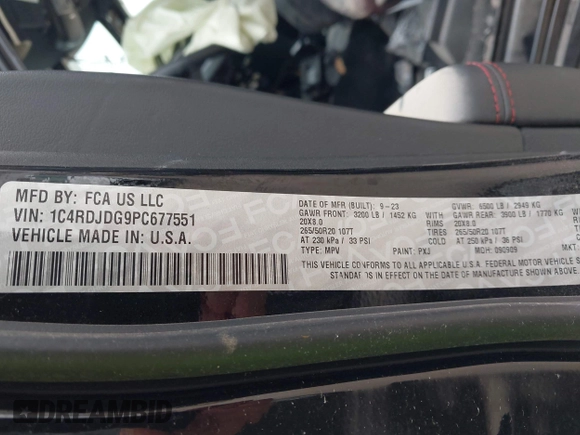 MFD BY: FCA US LLC
VIN: 1C4RDJDG9PC677551
VEHICLE MADE IN: U.S.A.
DATE OF MFR (BUILT): 9-23 GVWR: 6500 LB / 2949 KG
GAWR FRONT: 3200 LB / 1452 KG WITH GAWR REAR: 3900 LB / 1770 KG WITH
20X8.0 RIMS 20X8.0
265/50R20 107T TIRES 265/50R20 107T
AT 230 kPa / 33 PSI COLD AT 250 kPa / 36 PSI
TYPE: MPV PAINT: PXJ MDH: 090909 MKT:
THIS VEHICLE CONFORMS TO ALL APPLICABLE U.S.A. FEDERAL MOTOR VEHICLE S
STANDARDS IN EFFECT ON THE DATE OF MANUFACTURE SHOWN ABOVE.
DREAMBID